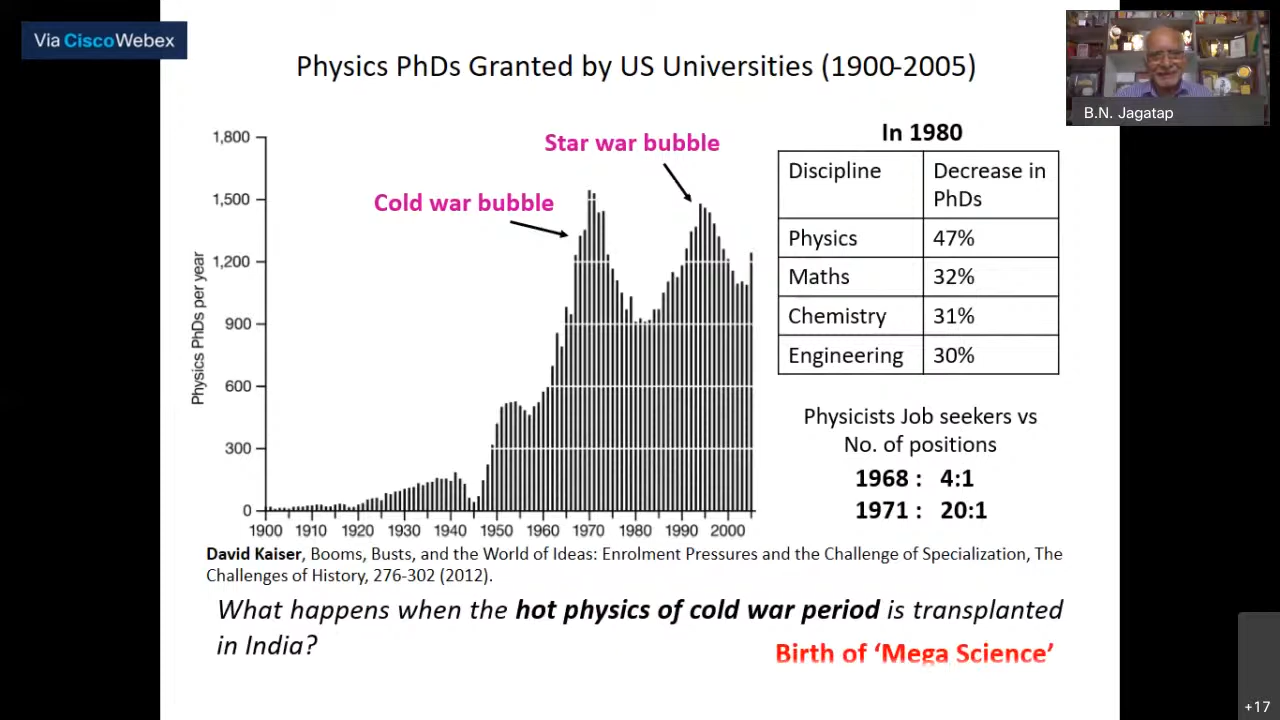 Via CiscoWebex
Physics PhDs Granted by US Universities (1900-2005)
B.N. Jagatap
Physics PhDs per year
1,800
1,500
1,200
900
600
300
0
1900 1910 1920 1930 1940 1950 1960 1970 1980 1990 2000
Cold war bubble
Star war bubble
In 1980
Discipline Decrease in
PhDs
Physics 47%
Maths 32%
Chemistry 31%
Engineering 30%
Physicists Job seekers vs
No. of positions
1968 : 4:1
1971 : 20:1
David Kaiser, Booms, Busts, and the World of Ideas: Enrolment Pressures and the Challenge of Specialization, The
Challenges of History, 276-302 (2012).
What happens when the hot physics of cold war period is transplanted
in India?
Birth of ‘Mega Science’
+17